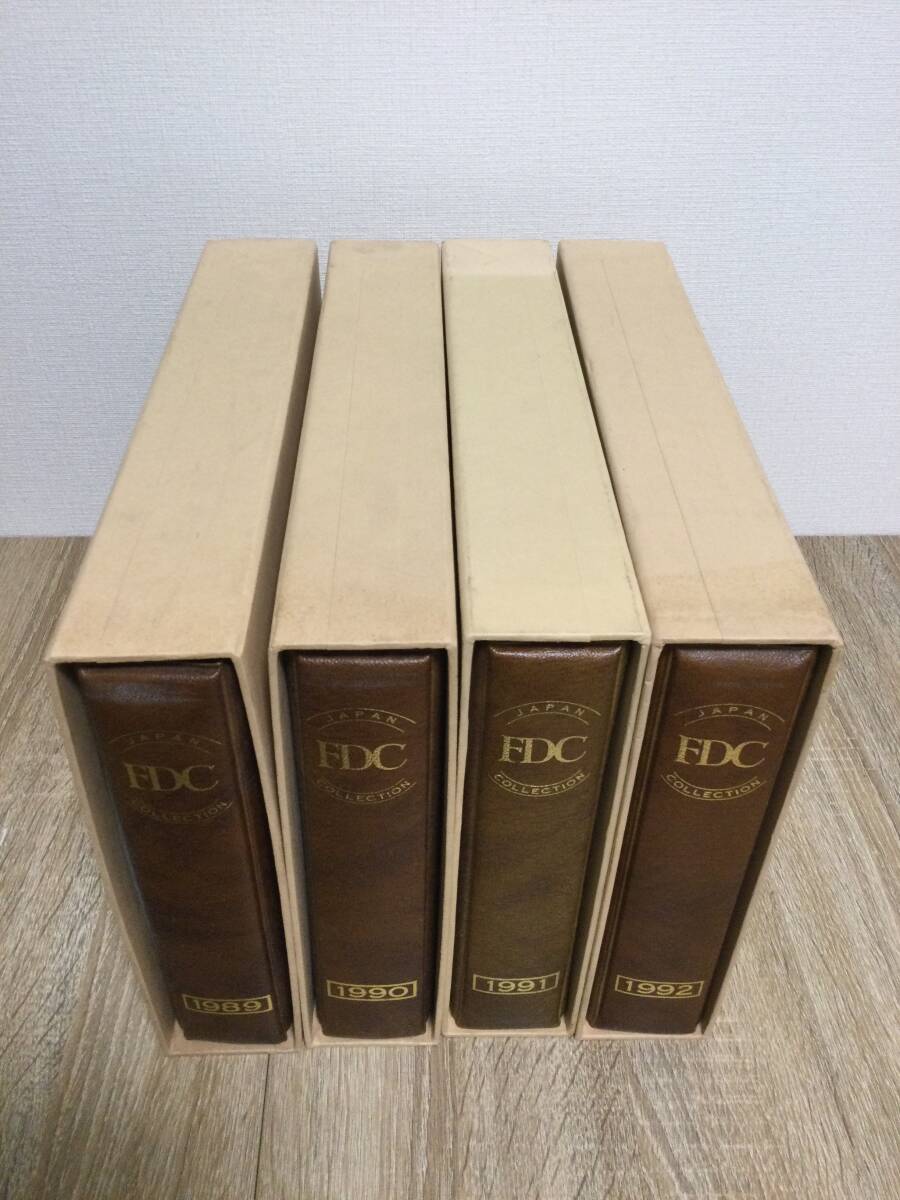 JAPAN
FDC
COLLECTION
1989
JAPAN
FDC
COLLECTION
1990
JAPAN
FDC
COLLECTION
1991
JAPAN
FDC
COLLECTION
1992